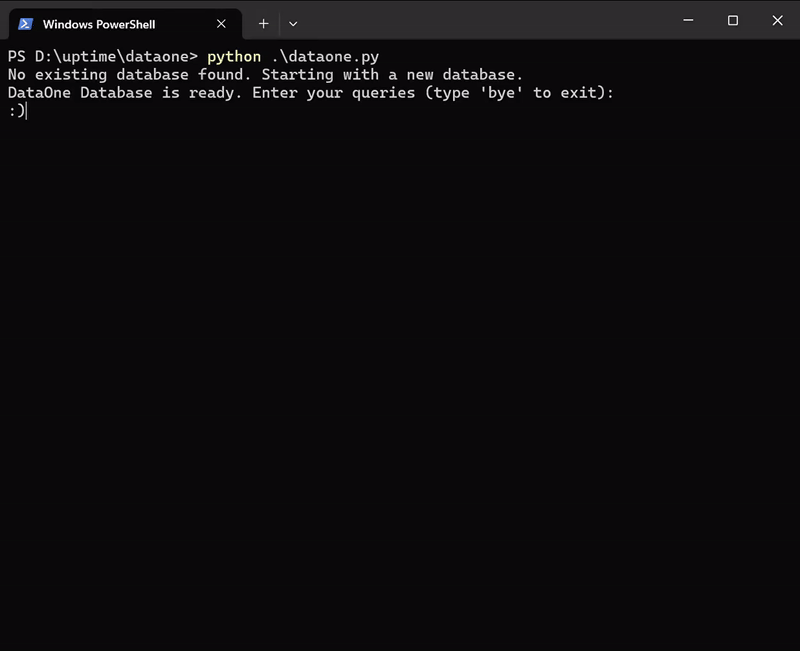 Windows PowerShell
PS D:\uptime\dataone> python .\dataone.py
No existing database found. Starting with a new database.
DataOne Database is ready. Enter your queries (type 'bye' to exit):
:)